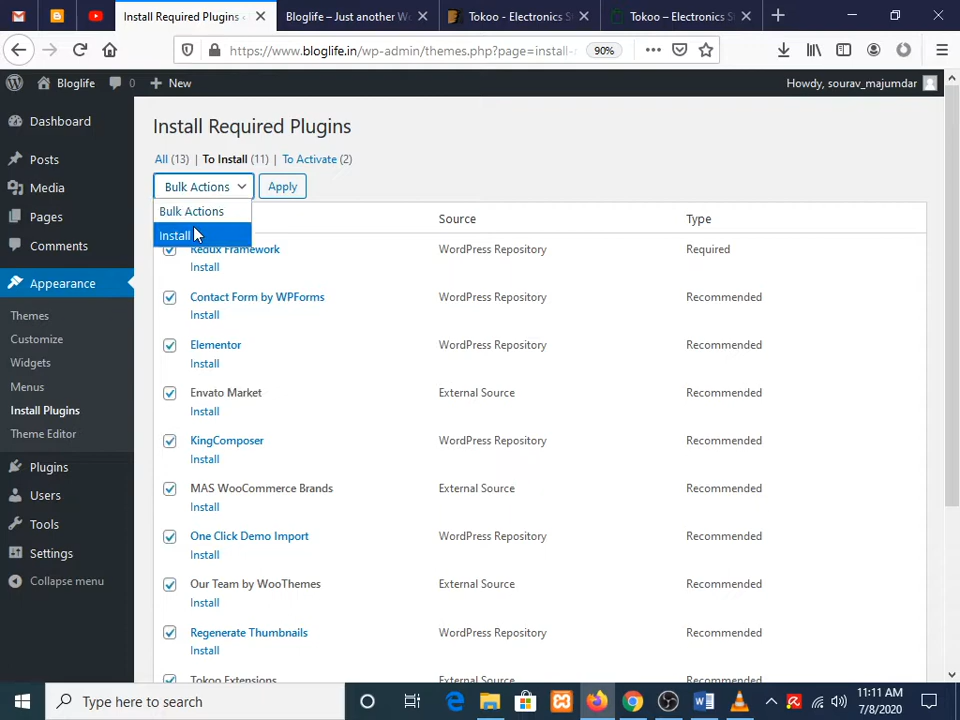 Install Required Plugins
Bloglife – Just another W
Tokoo - Electronics S
Tokoo – Electronics S
https://www.bloglife.in/wp-admin/themes.php?page=install-
90%
Bloglife
0
New
Howdy, sourav_majumdar
Dashboard
Posts
Media
Pages
Comments
Appearance
Themes
Customize
Widgets
Menus
Install Plugins
Theme Editor
Plugins
Users
Tools
Settings
Collapse menu
Install Required Plugins
All (13) | To Install (11) | To Activate (2)
Bulk Actions
Apply
Bulk Actions
Install
Source
Type
Redux Framework
WordPress Repository
Required
Install
Contact Form by WPForms
WordPress Repository
Recommended
Install
Elementor
WordPress Repository
Recommended
Install
Envato Market
External Source
Recommended
Install
KingComposer
WordPress Repository
Recommended
Install
MAS WooCommerce Brands
External Source
Recommended
Install
One Click Demo Import
WordPress Repository
Recommended
Install
Our Team by WooThemes
External Source
Recommended
Install
Regenerate Thumbnails
WordPress Repository
Recommended
Install
Tokoo Extensions
External Source
Recommended
Type here to search
11:11 AM
7/8/2020